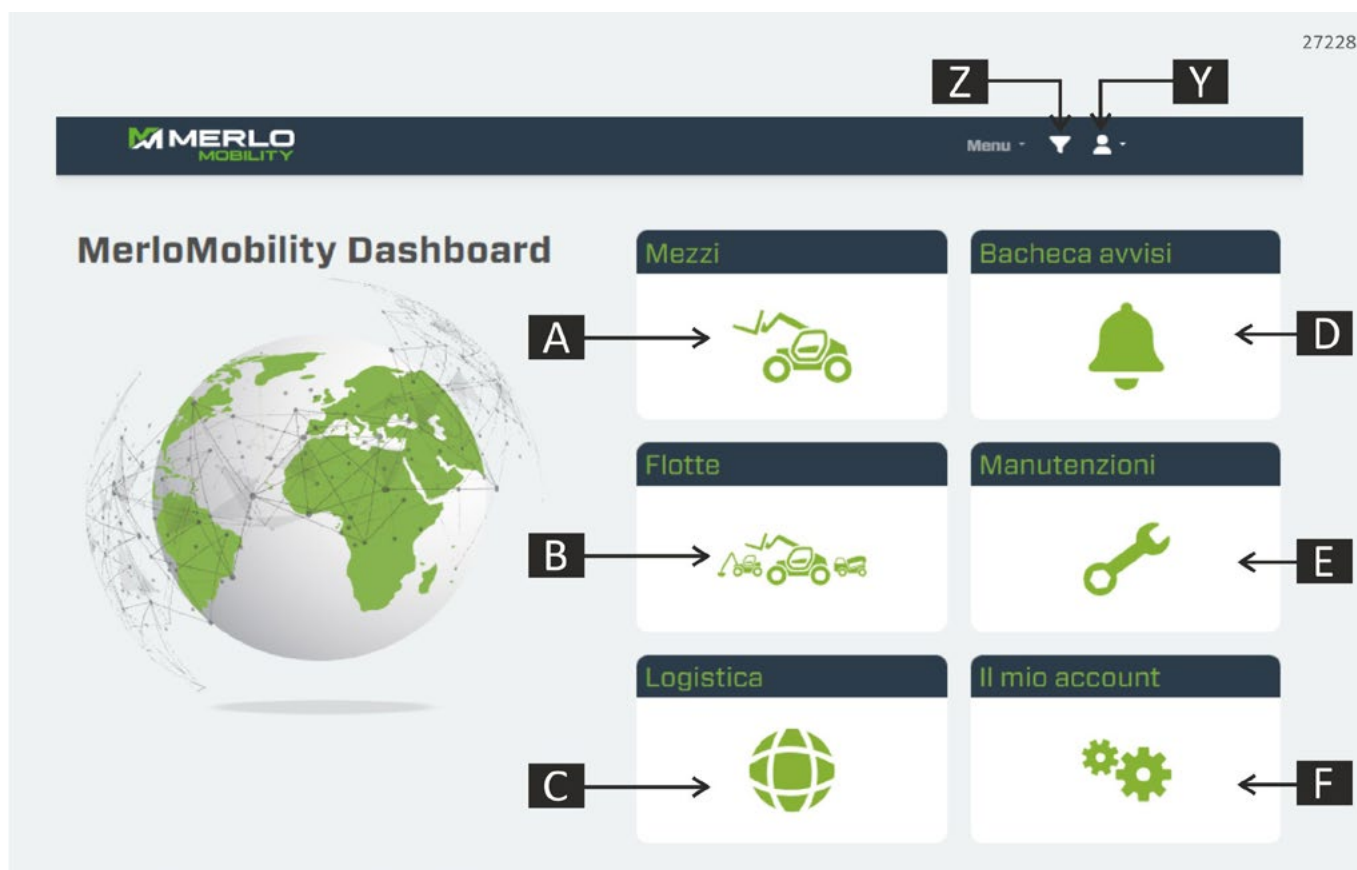 27228
Z
Y
MERLO
MOBILITY
Menu
MerloMobility Dashboard
Mezzi
Bacheca avvisi
A
D
Flotte
Manutenzioni
B
E
Logistica
Il mio account
C
F